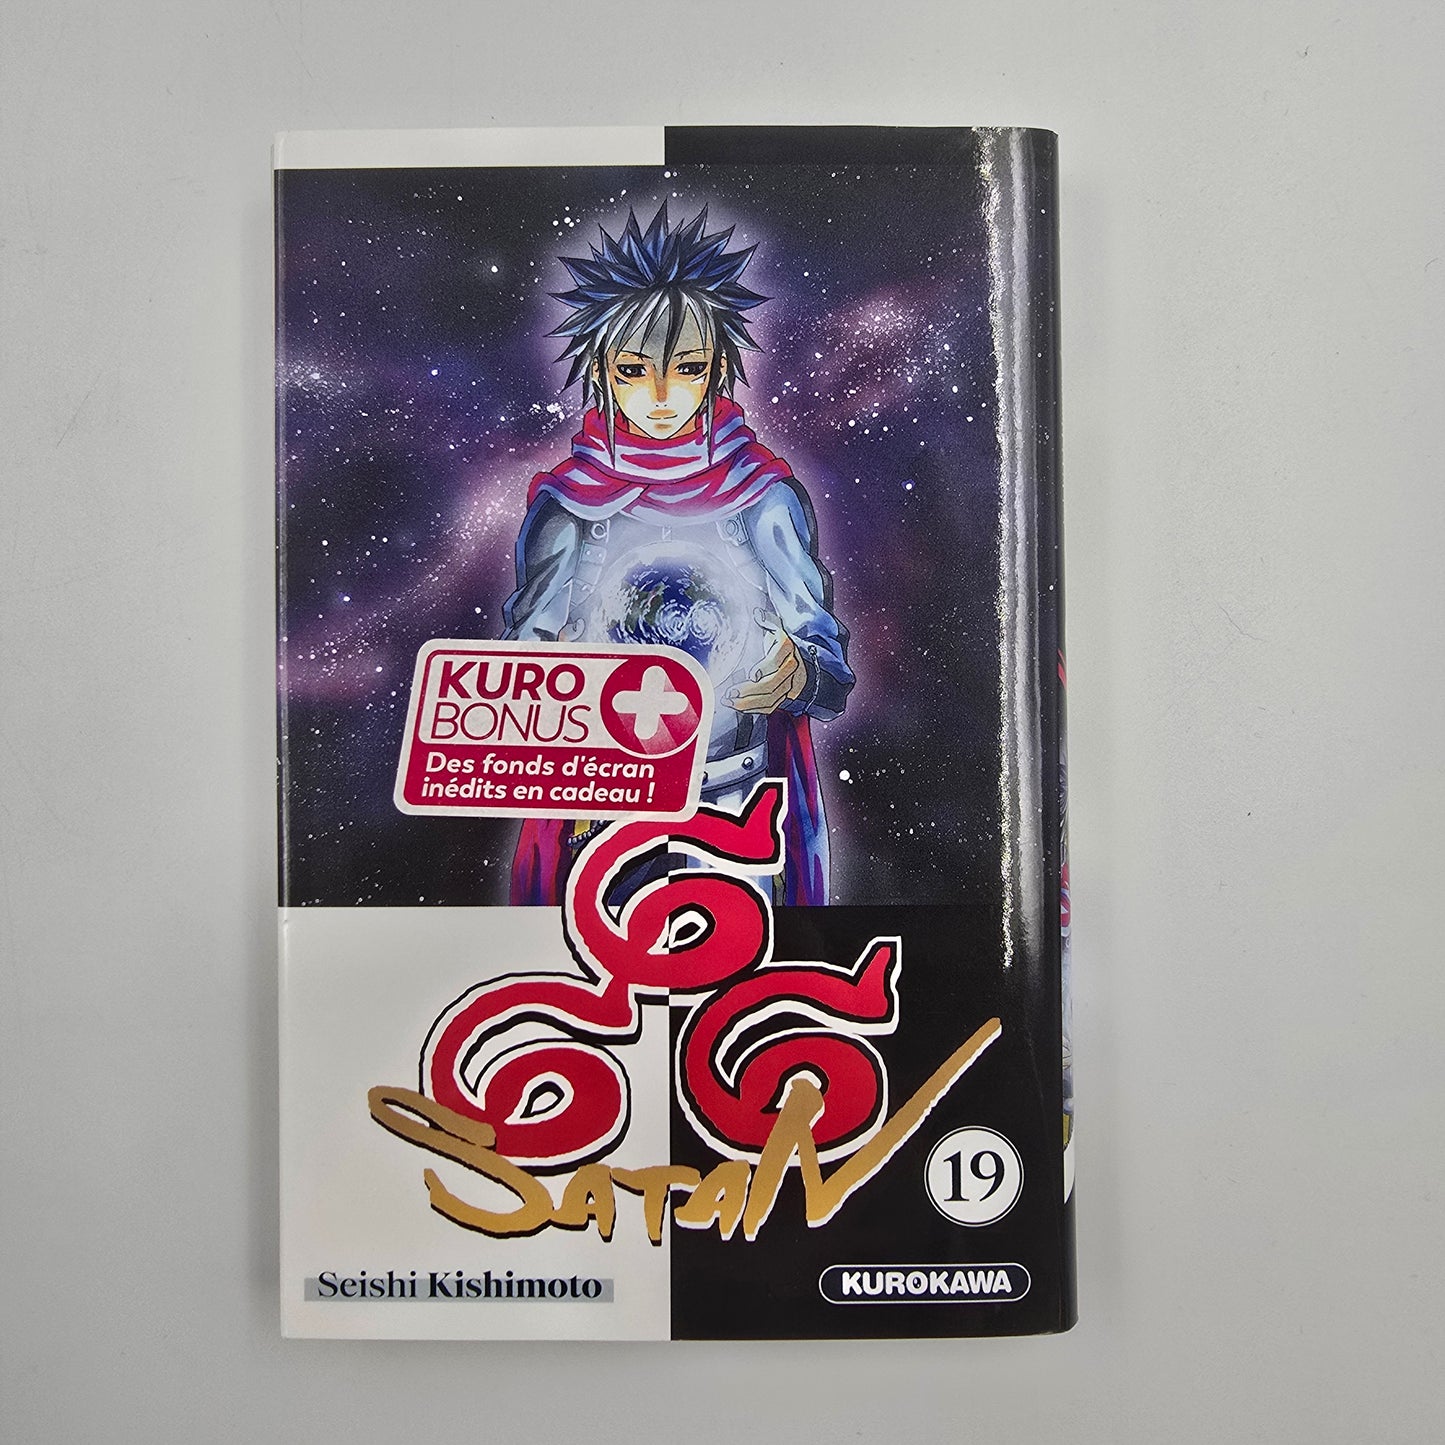 KURO
BONUS
Des fonds d'écran
inédits en cadeau !
666
SATAN
19
Seishi Kishimoto
KUROKAWA